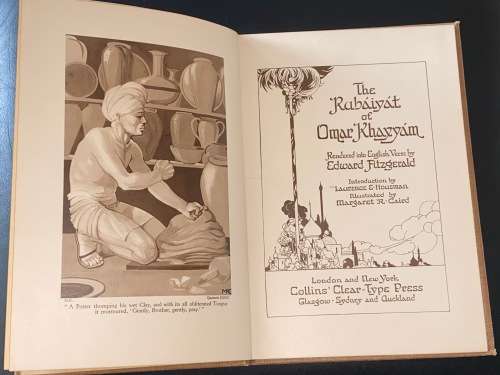 MRC
"A Potter thumping his wet Clay, and with its all obliterated Tongue
it murmured, 'Gently, Brother, gently, pray.'"
The
Rubáiyát
of
Omar Khayyám
Rendered into English Verse by
Edward Fitzgerald
Introduction by
Laurence E. Housman
Illustrated by
Margaret R. Caird
London and New York
Collins' Clear-Type Press
Glasgow · Sydney and Auckland